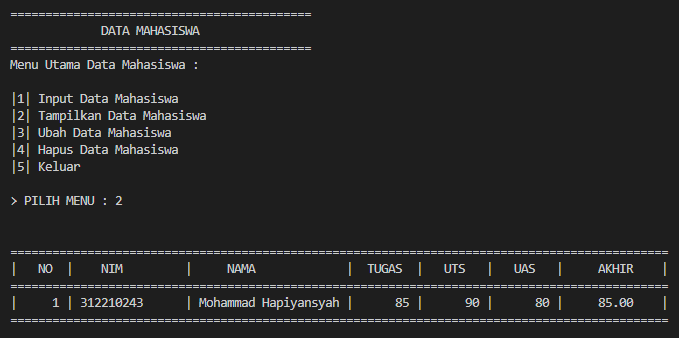 ===========================================
DATA MAHASISWA
===========================================
Menu Utama Data Mahasiswa :
|1| Input Data Mahasiswa
|2| Tampilkan Data Mahasiswa
|3| Ubah Data Mahasiswa
|4| Hapus Data Mahasiswa
|5| Keluar
> PILIH MENU : 2
==============================================================================================
| NO | NIM | NAMA | TUGAS | UTS | UAS | AKHIR |
==============================================================================================
| 1 | 312210243 | Mohammad Hapiyansyah | 85 | 90 | 80 | 85.00 |
==============================================================================================